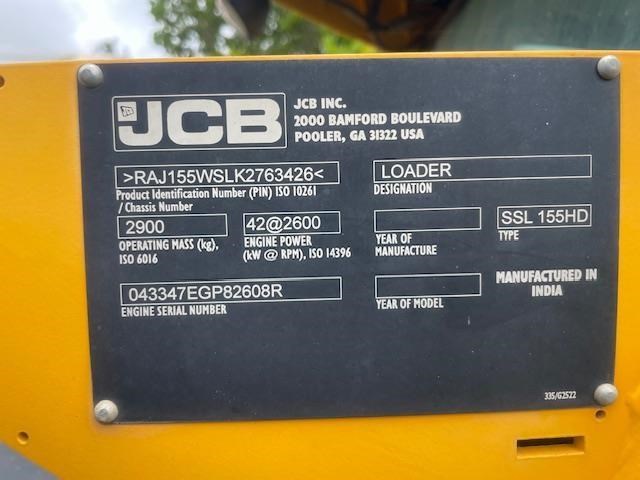 JCB
JCB INC.
2000 BAMFORD BOULEVARD
POOLER, GA 31322 USA
>RAJ155WSLK2763426<
Product Identification Number (PIN) ISO 10261
/ Chassis Number
LOADER
DESIGNATION
2900
OPERATING MASS (kg),
ISO 6016
42@2600
ENGINE POWER
(kW @ RPM), ISO 14396
YEAR OF
MANUFACTURE
SSL 155HD
TYPE
043347EGP82608R
ENGINE SERIAL NUMBER
YEAR OF MODEL
MANUFACTURED IN
INDIA
335/G2522